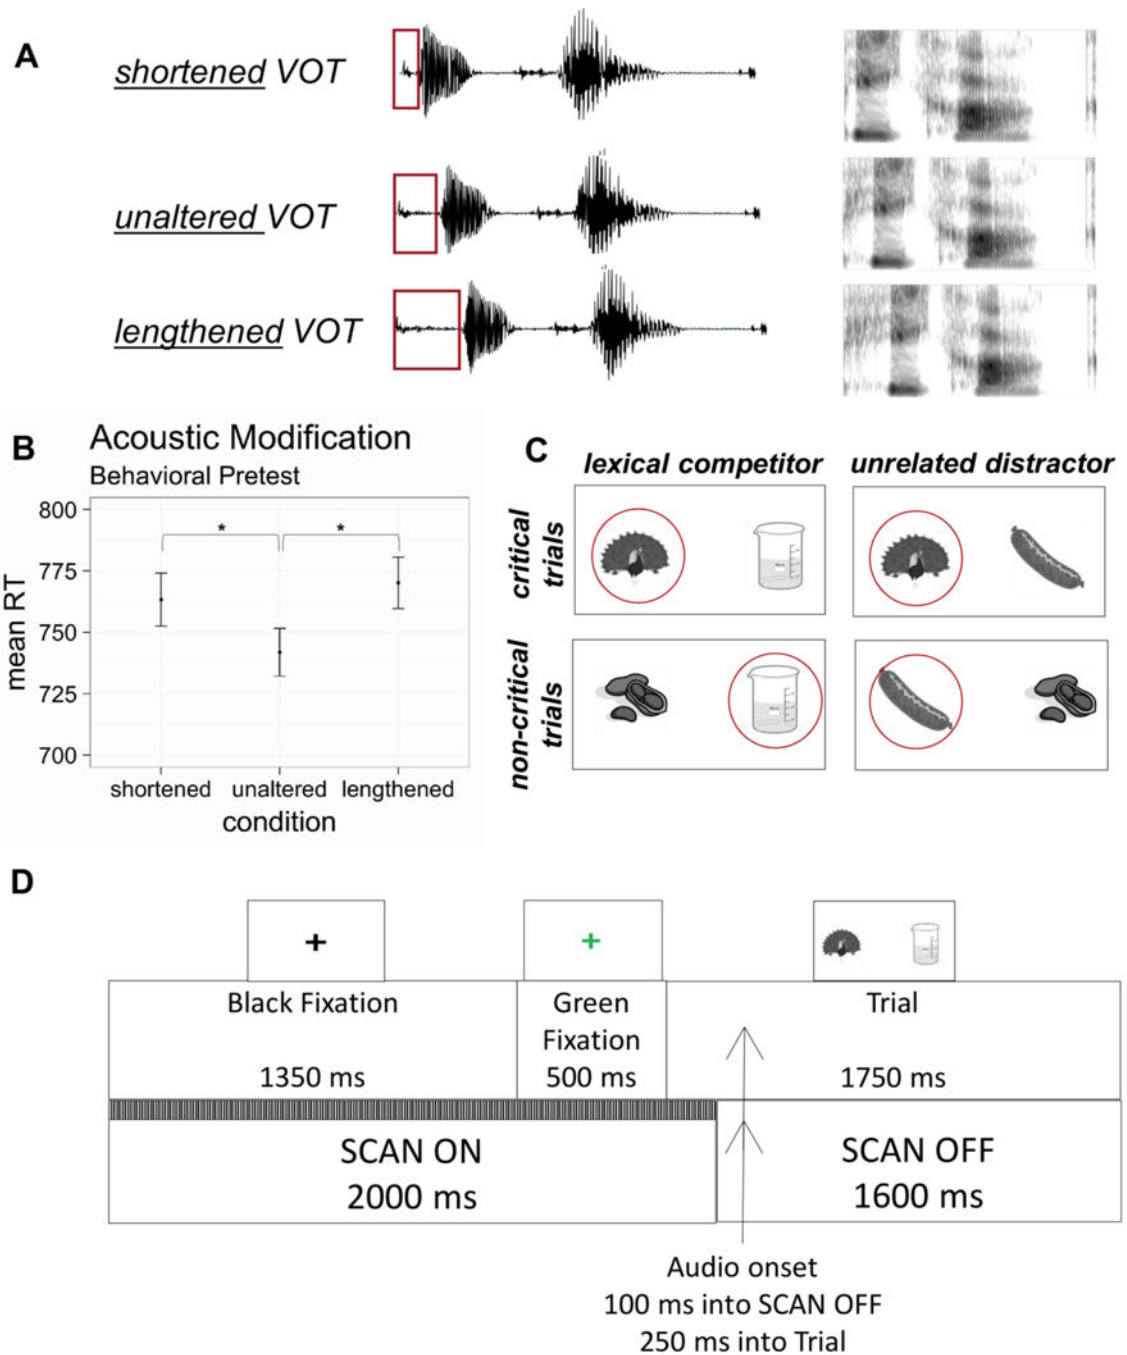 A
shortened VOT
unaltered VOT
lengthened VOT
B
Acoustic Modification
Behavioral Pretest
800
775
750
725
700
mean RT
*
*
shortened unaltered lengthened
condition
C
lexical competitor
unrelated distractor
critical
trials
non-critical
trials
D
+
+
Black Fixation
1350 ms
Green
Fixation
500 ms
Trial
1750 ms
SCAN ON
2000 ms
SCAN OFF
1600 ms
Audio onset
100 ms into SCAN OFF
250 ms into Trial